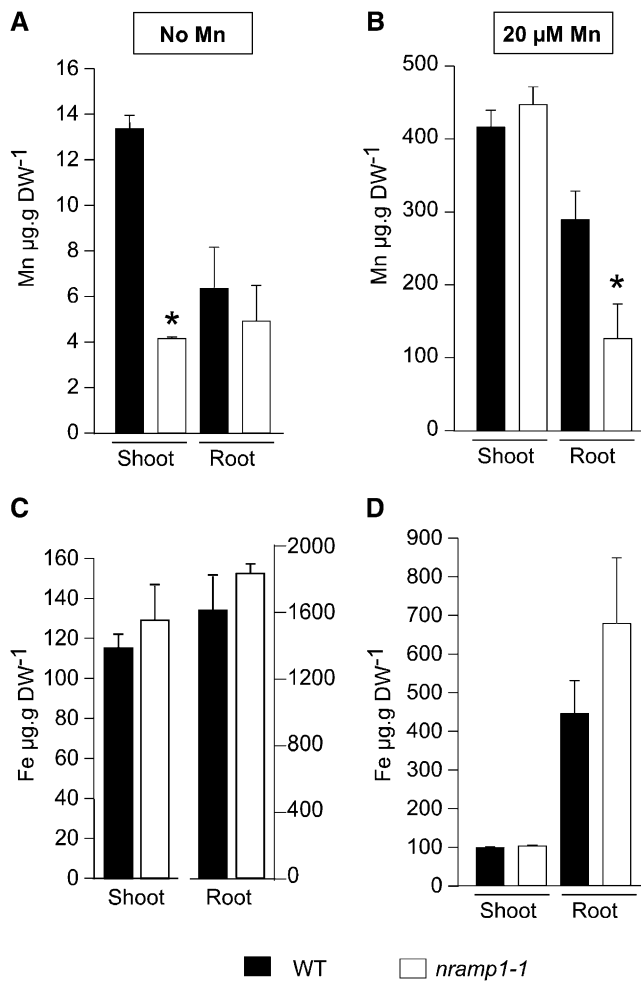 A
No Mn
Mn µg.g DW-1
16
14
12
10
8
6
4
2
0
*
Shoot
Root
B
20 µM Mn
Mn µg.g DW-1
500
400
300
200
100
0
*
Shoot
Root
C
Fe µg.g DW-1
160
140
120
100
80
60
40
20
0
2000
1600
1200
800
400
0
Shoot
Root
D
Fe µg.g DW-1
900
800
700
600
500
400
300
200
100
0
Shoot
Root
WT
nramp1-1